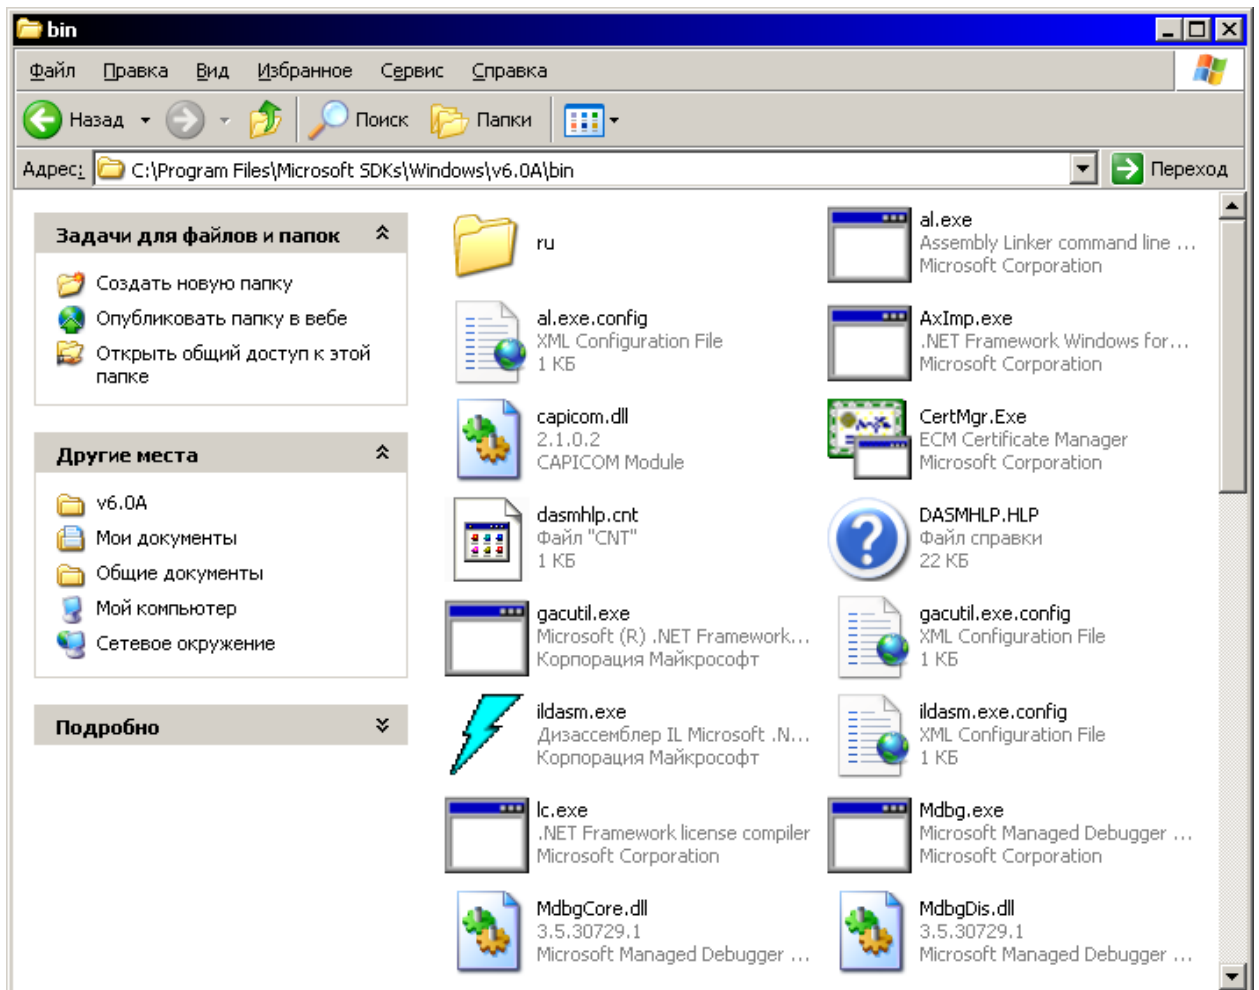 bin
Файл Правка Вид Избранное Сервис Справка
Назад Поиск Папки
Адрес: C:\Program Files\Microsoft SDKs\Windows\v6.0A\bin Переход
Задачи для файлов и папок
Создать новую папку
Опубликовать папку в вебе
Открыть общий доступ к этой
папке
Другие места
v6.0A
Мои документы
Общие документы
Мой компьютер
Сетевое окружение
Подробно
ru
al.exe
Assembly Linker command line ...
Microsoft Corporation
al.exe.config
XML Configuration File
1 КБ
AxImp.exe
.NET Framework Windows for...
Microsoft Corporation
capicom.dll
2.1.0.2
CAPICOM Module
CertMgr.Exe
ECM Certificate Manager
Microsoft Corporation
dasmhlp.cnt
Файл "CNT"
1 КБ
DASMHLP.HLP
Файл справки
22 КБ
gacutil.exe
Microsoft (R) .NET Framework...
Корпорация Майкрософт
gacutil.exe.config
XML Configuration File
1 КБ
ildasm.exe
Дизассемблер IL Microsoft .N...
Корпорация Майкрософт
ildasm.exe.config
XML Configuration File
1 КБ
lc.exe
.NET Framework license compiler
Microsoft Corporation
Mdbg.exe
Microsoft Managed Debugger ...
Microsoft Corporation
MdbgCore.dll
3.5.30729.1
Microsoft Managed Debugger ...
MdbgDis.dll
3.5.30729.1
Microsoft Managed Debugger ...